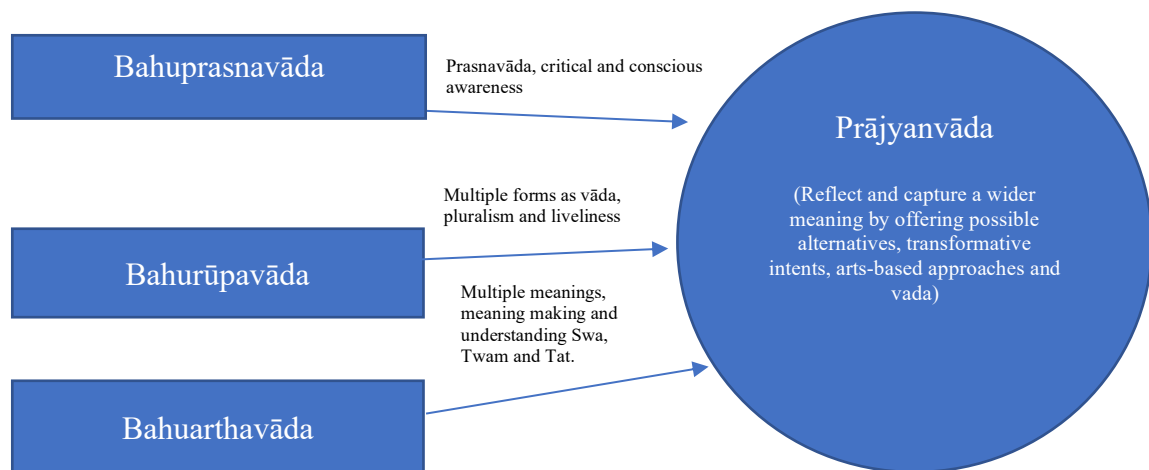 Bahuprasnavāda
Prasnavāda, critical and conscious
awareness
Multiple forms as vāda,
pluralism and liveliness
Bahurūpavāda
Multiple meanings,
meaning making and
understanding Swa,
Twam and Tat.
Bahuarthavāda
Prājyanvāda
(Reflect and capture a wider
meaning by offering possible
alternatives, transformative
intents, arts-based approaches and
vada)